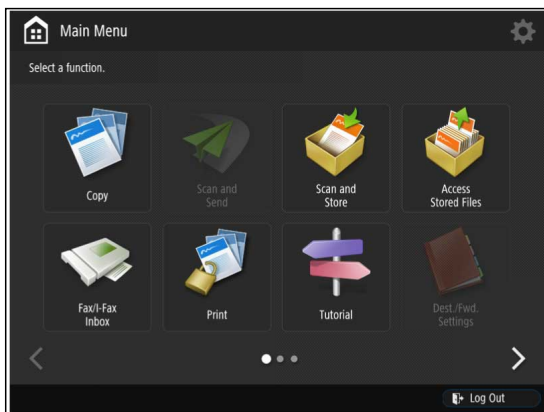 Main Menu
Select a function.
Copy
Scan and
Send
Scan and
Store
Access
Stored Files
Fax/I-Fax
Inbox
Print
Tutorial
Dest./Fwd.
Settings
Log Out